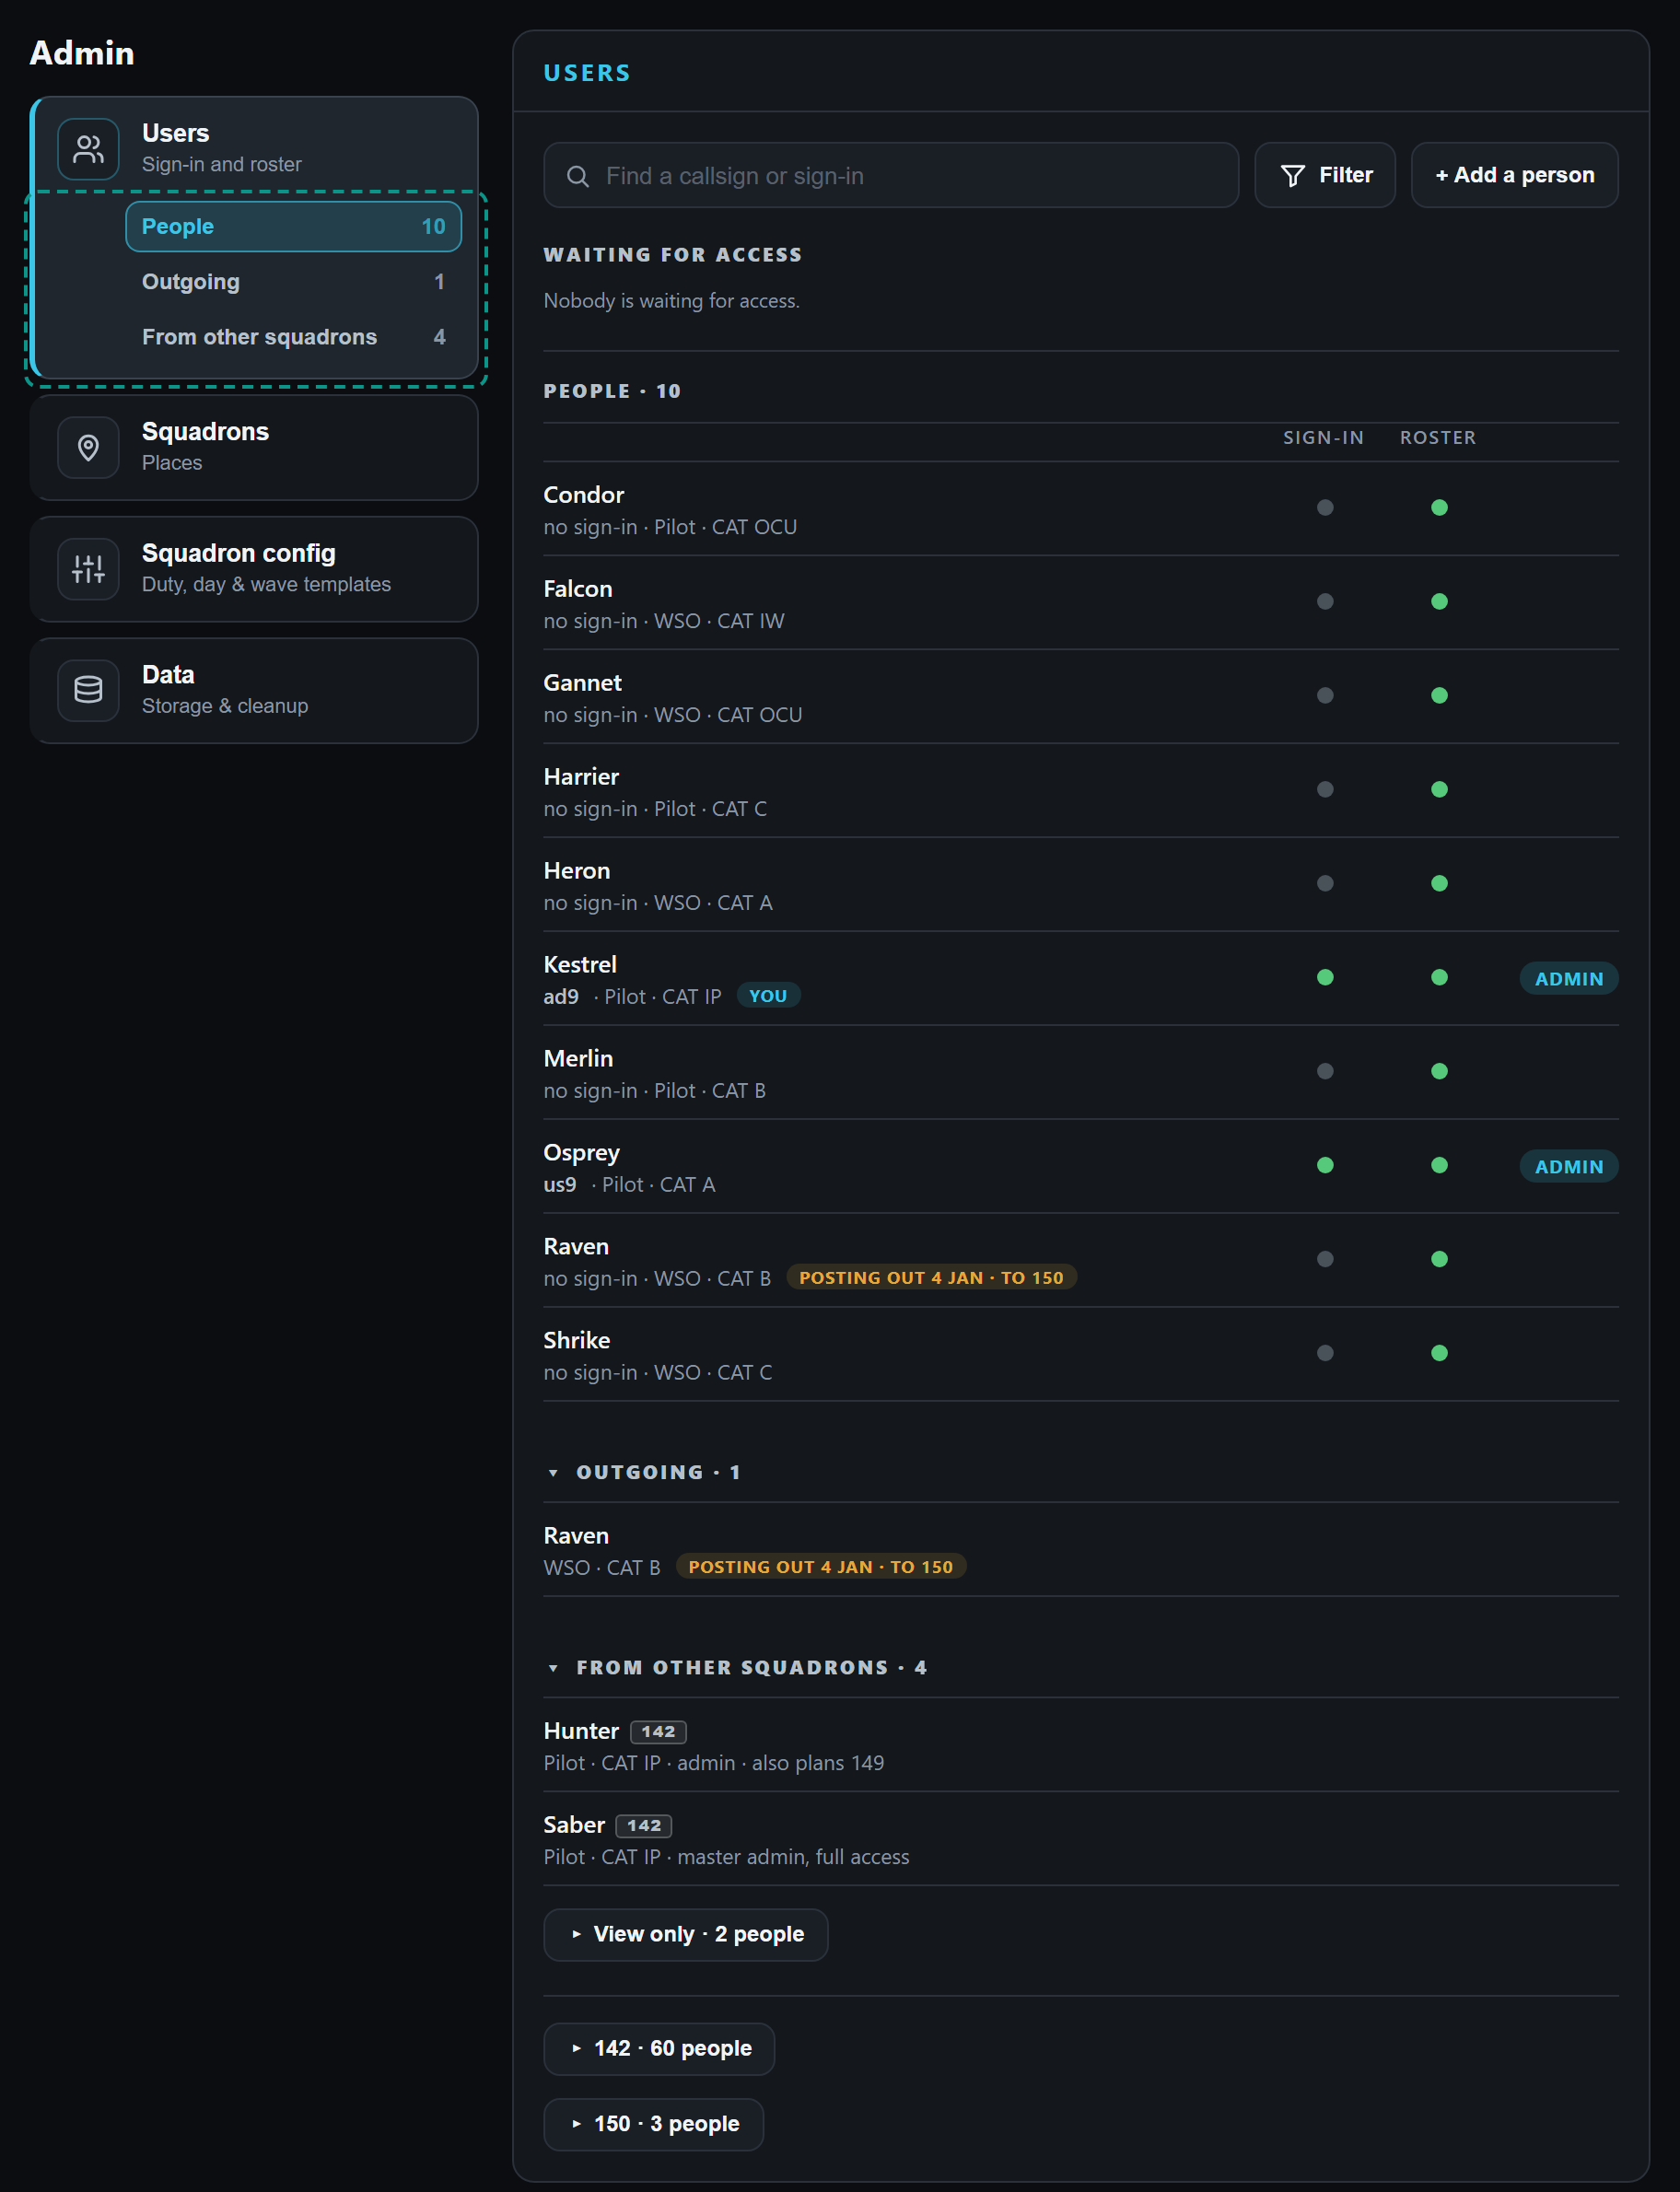 Admin
Users
Sign-in and roster
People 10
Outgoing 1
From other squadrons 4
Squadrons
Places
Squadron config
Duty, day & wave templates
Data
Storage & cleanup
USERS
Find a callsign or sign-in
Filter
+ Add a person
WAITING FOR ACCESS
Nobody is waiting for access.
PEOPLE · 10
SIGN-IN ROSTER
Condor
no sign-in · Pilot · CAT OCU
Falcon
no sign-in · WSO · CAT IW
Gannet
no sign-in · WSO · CAT OCU
Harrier
no sign-in · Pilot · CAT C
Heron
no sign-in · WSO · CAT A
Kestrel
ad9 · Pilot · CAT IP YOU
ADMIN
Merlin
no sign-in · Pilot · CAT B
Osprey
us9 · Pilot · CAT A
ADMIN
Raven
no sign-in · WSO · CAT B POSTING OUT 4 JAN · TO 150
Shrike
no sign-in · WSO · CAT C
OUTGOING · 1
Raven
WSO · CAT B POSTING OUT 4 JAN · TO 150
FROM OTHER SQUADRONS · 4
Hunter 142
Pilot · CAT IP · admin · also plans 149
Saber 142
Pilot · CAT IP · master admin, full access
View only · 2 people
142 · 60 people
150 · 3 people